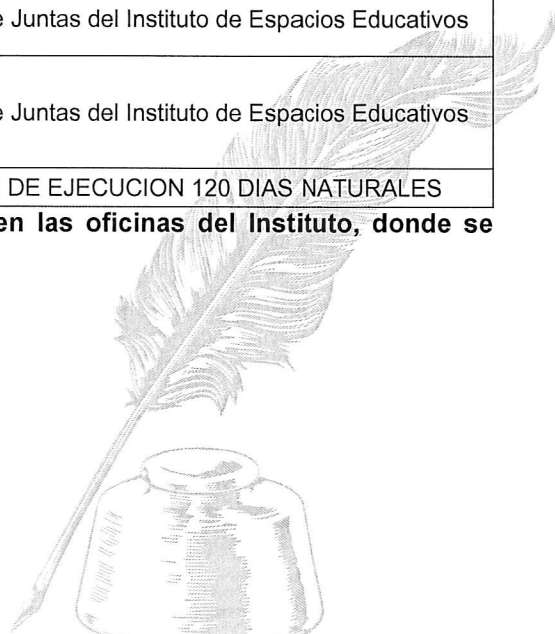 e Juntas del Instituto de Espacios Educativos
e Juntas del Instituto de Espacios Educativos
DE EJECUCION 120 DIAS NATURALES
en las oficinas del Instituto, donde se